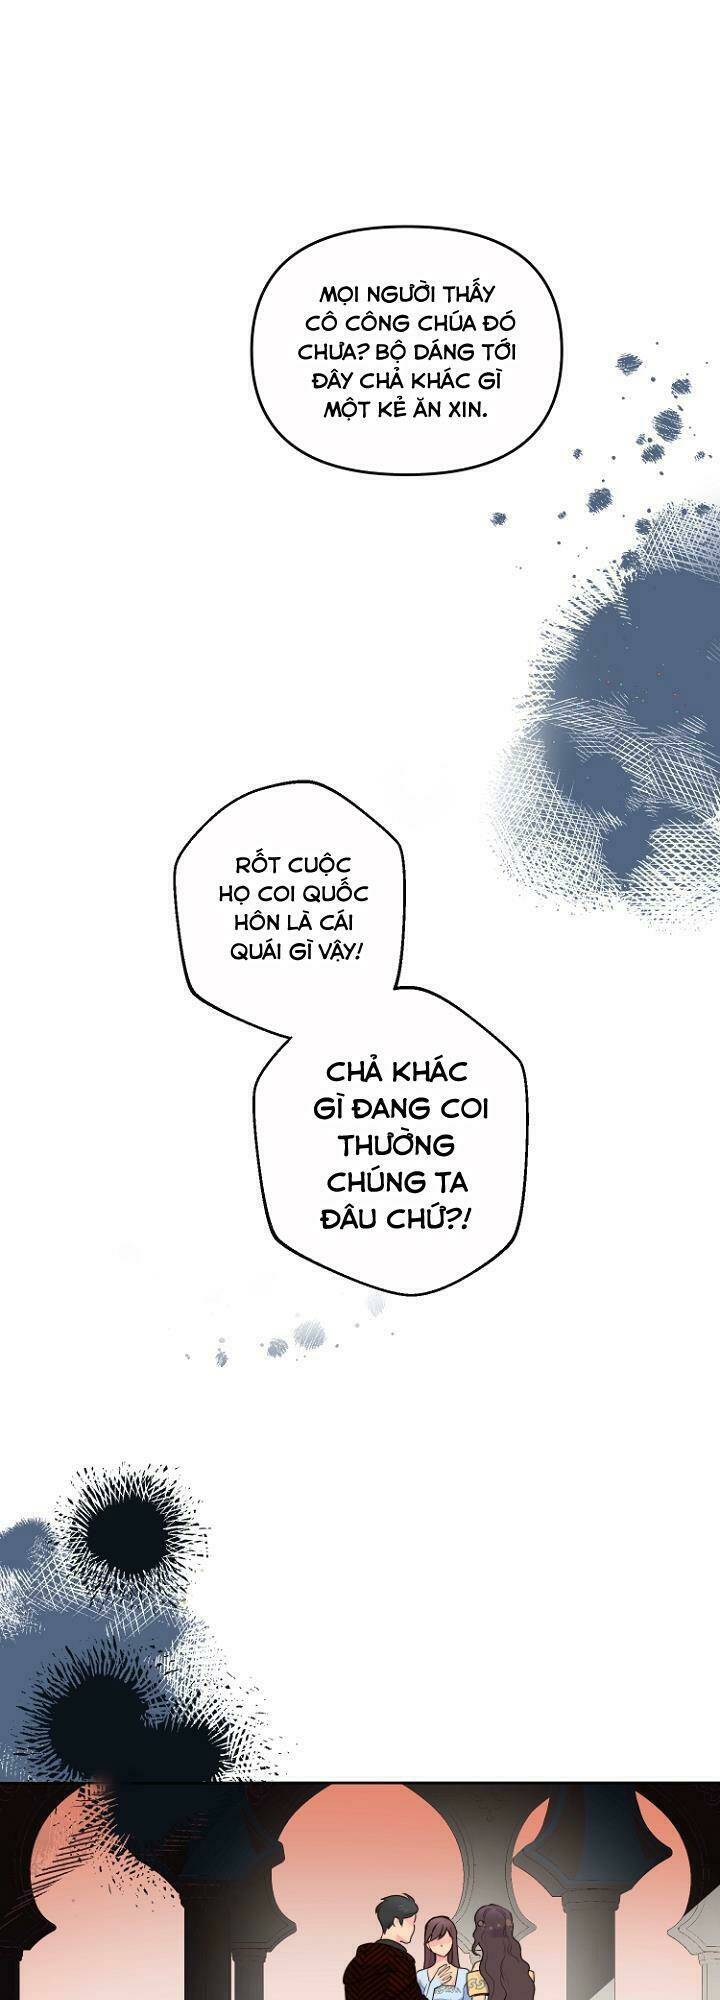 MỌI NGƯỜI THẤY
CÔ CÔNG CHÚA ĐÓ
CHƯA? BỘ DÁNG TỚI
ĐÂY CHẢ KHÁC GÌ
MỘT KẺ ĂN XIN.
RỐT CUỘC
HỌ COI QUỐC
HÔN LÀ CÁI
QUÁI GÌ VẬY!
CHẢ KHÁC
GÌ ĐANG COI
THƯỜNG
CHÚNG TA
ĐÂU CHỨ?!